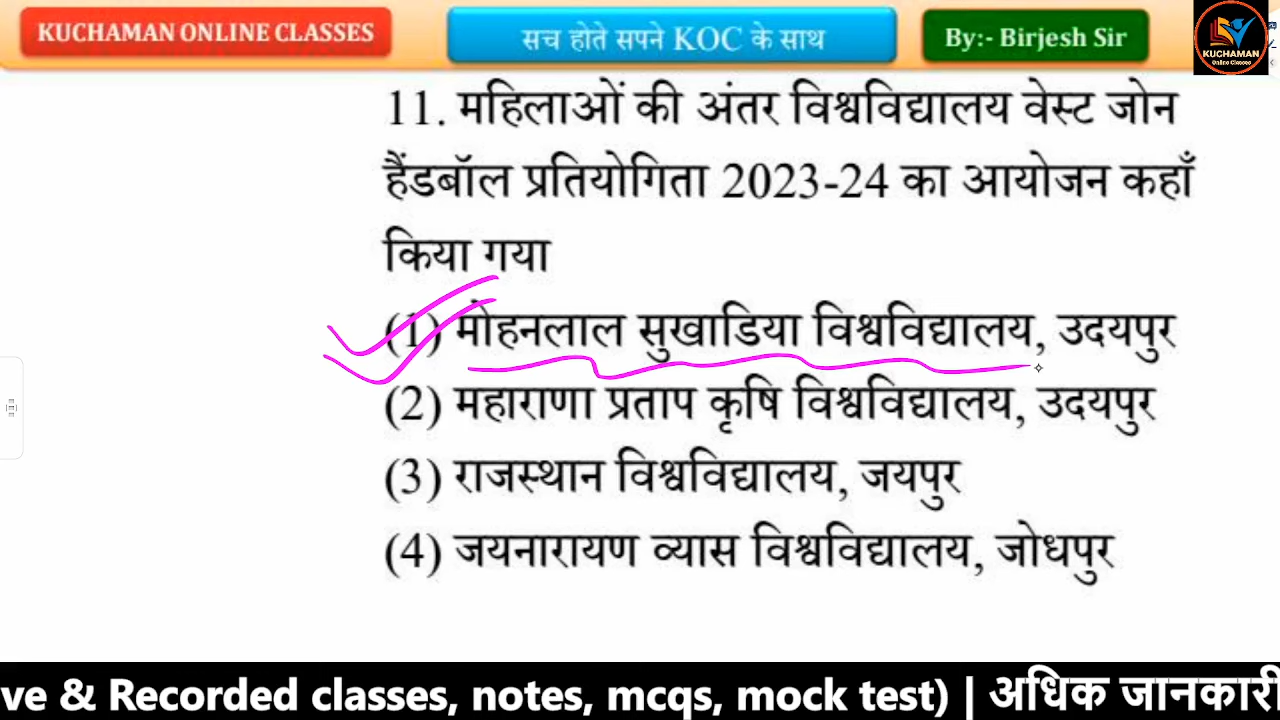 KUCHAMAN ONLINE CLASSES
सच होते सपने KOC के साथ
By:- Birjesh Sir
KUCHAMAN
Online Classes
11. महिलाओं की अंतर विश्वविद्यालय वेस्ट जोन
हैंडबॉल प्रतियोगिता 2023-24 का आयोजन कहाँ
किया गया
(1) मोहनलाल सुखाडिया विश्वविद्यालय, उदयपुर
(2) महाराणा प्रताप कृषि विश्वविद्यालय, उदयपुर
(3) राजस्थान विश्वविद्यालय, जयपुर
(4) जयनारायण व्यास विश्वविद्यालय, जोधपुर
ve & Recorded classes, notes, mcqs, mock test) | अधिक जानकारी